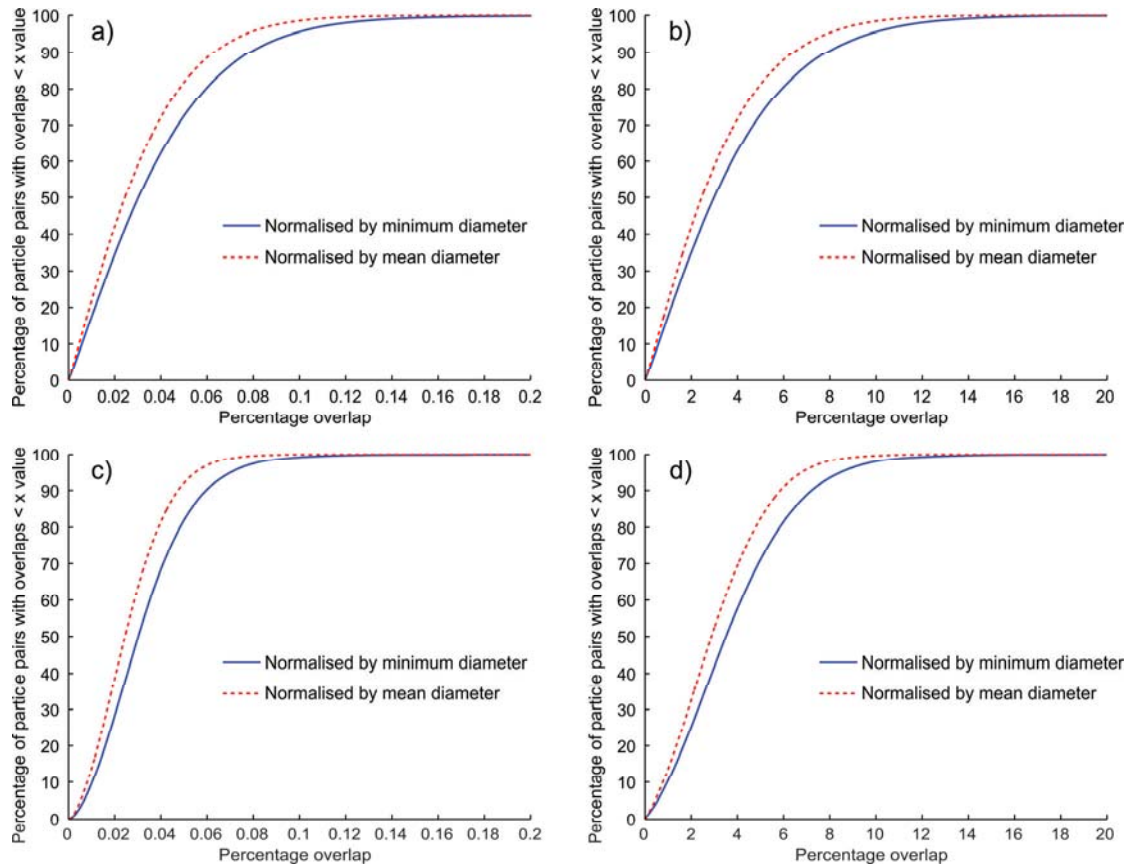 a)
Percentage of particle pairs with overlaps < x value
100
90
80
70
60
50
40
30
20
10
0
Normalised by minimum diameter
Normalised by mean diameter
0 0.02 0.04 0.06 0.08 0.1 0.12 0.14 0.16 0.18 0.2
Percentage overlap
b)
Percentage of particle pairs with overlaps < x value
100
90
80
70
60
50
40
30
20
10
0
Normalised by minimum diameter
Normalised by mean diameter
0 2 4 6 8 10 12 14 16 18 20
Percentage overlap
c)
Percentage of partice pairs with overlaps < x value
100
90
80
70
60
50
40
30
20
10
0
Normalised by minimum diameter
Normalised by mean diameter
0 0.02 0.04 0.06 0.08 0.1 0.12 0.14 0.16 0.18 0.2
Percentage overlap
d)
Percentage of partice pairs with overlaps < x value
100
90
80
70
60
50
40
30
20
10
0
Normalised by minimum diameter
Normalised by mean diameter
0 2 4 6 8 10 12 14 16 18 20
Percentage overlap